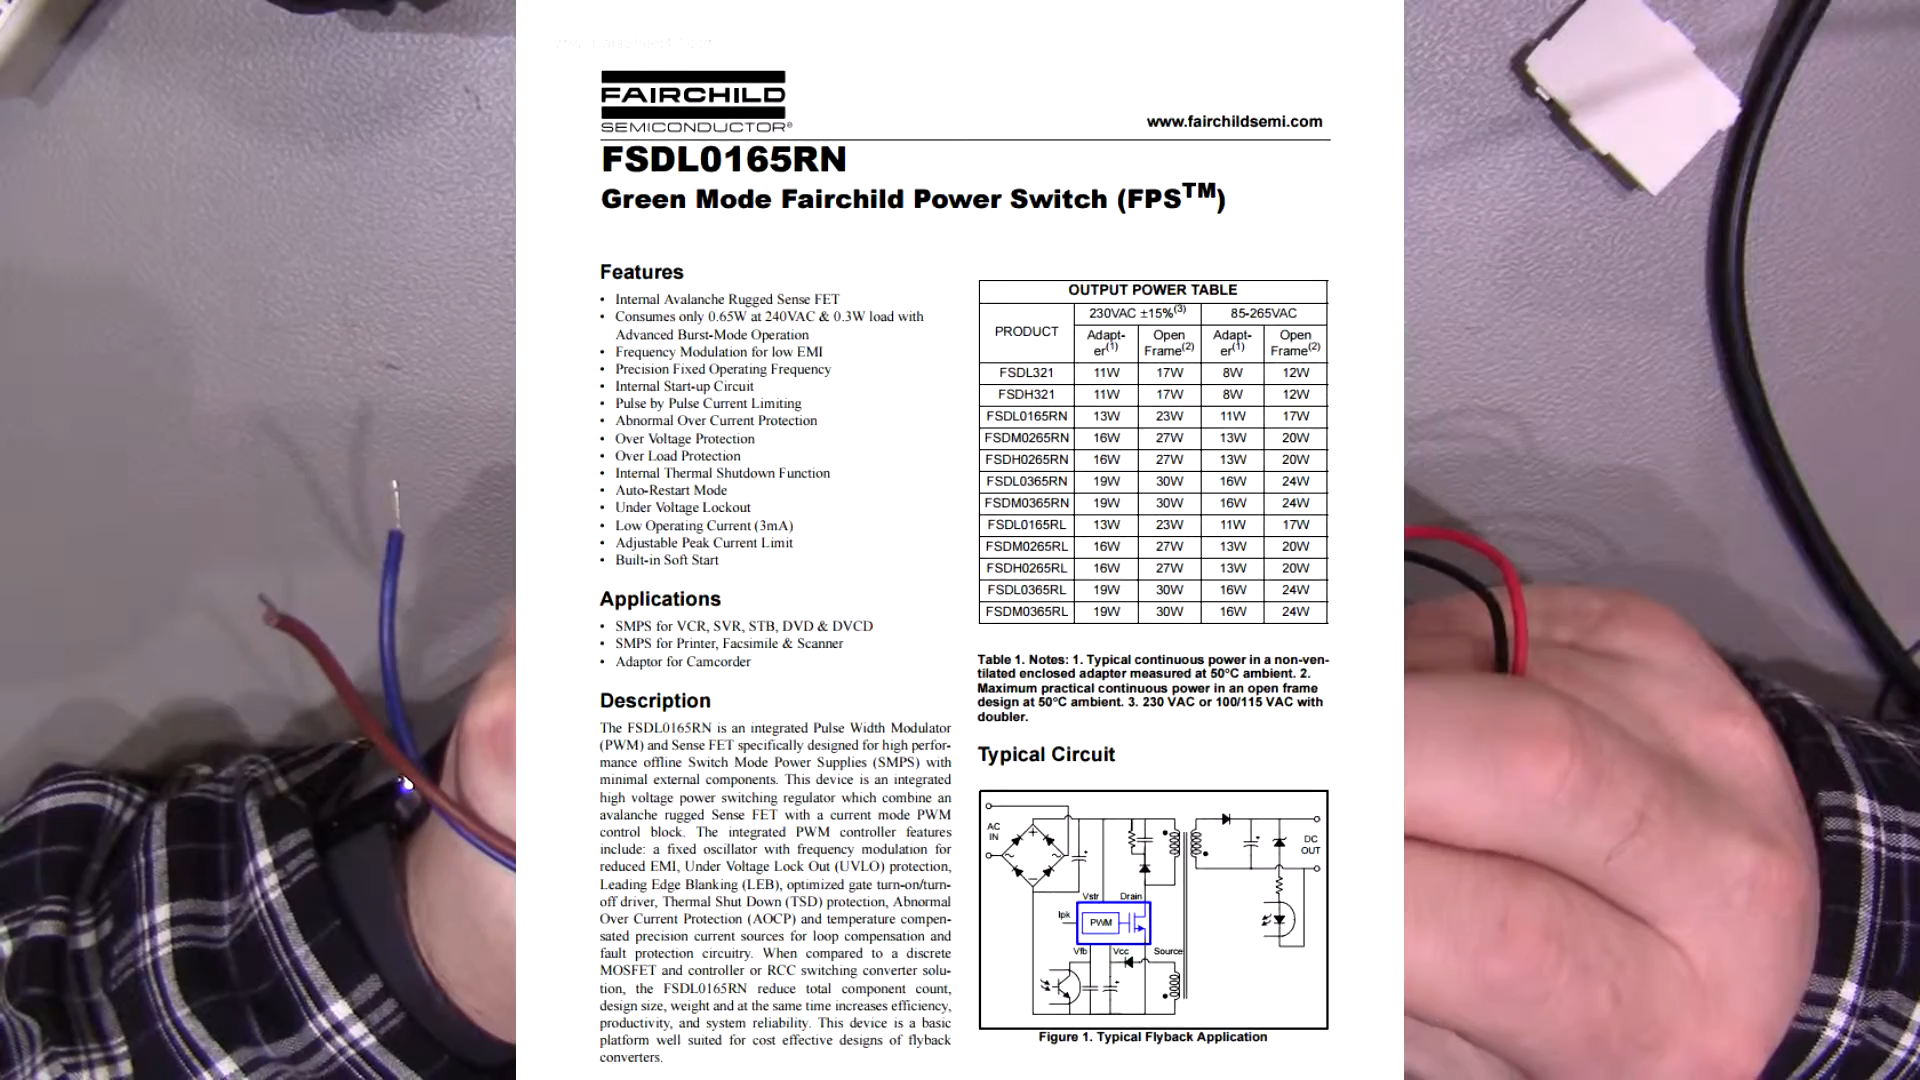 FAIRCHILD
SEMICONDUCTOR®
www.fairchildsemi.com
FSDL0165RN
Green Mode Fairchild Power Switch (FPSTM)
Features
• Internal Avalanche Rugged Sense FET
• Consumes only 0.65W at 240VAC & 0.3W load with
Advanced Burst-Mode Operation
• Frequency Modulation for low EMI
• Precision Fixed Operating Frequency
• Internal Start-up Circuit
• Pulse by Pulse Current Limiting
• Abnormal Over Current Protection
• Over Voltage Protection
• Over Load Protection
• Internal Thermal Shutdown Function
• Auto-Restart Mode
• Under Voltage Lockout
• Low Operating Current (3mA)
• Adjustable Peak Current Limit
• Built-in Soft Start
Applications
• SMPS for VCR, SVR, STB, DVD & DVCD
• SMPS for Printer, Facsimile & Scanner
• Adaptor for Camcorder
Description
The FSDL0165RN is an integrated Pulse Width Modulator
(PWM) and Sense FET specifically designed for high perfor-
mance offline Switch Mode Power Supplies (SMPS) with
minimal external components. This device is an integrated
high voltage power switching regulator which combine an
avalanche rugged Sense FET with a current mode PWM
control block. The integrated PWM controller features
include: a fixed oscillator with frequency modulation for
reduced EMI, Under Voltage Lock Out (UVLO) protection,
Leading Edge Blanking (LEB), optimized gate turn-on/turn-
off driver, Thermal Shut Down (TSD) protection, Abnormal
Over Current Protection (AOCP) and temperature compen-
sated precision current sources for loop compensation and
fault protection circuitry. When compared to a discrete
MOSFET and controller or RCC switching converter solu-
tion, the FSDL0165RN reduce total component count,
design size, weight and at the same time increases efficiency,
productivity, and system reliability. This device is a basic
platform well suited for cost effective designs of flyback
converters.
OUTPUT POWER TABLE
PRODUCT 230VAC ±15%(3) 85-265VAC
Adapt-er(1) Open Frame(2) Adapt-er(1) Open Frame(2)
FSDL321 11W 17W 8W 12W
FSDH321 11W 17W 8W 12W
FSDL0165RN 13W 23W 11W 17W
FSDM0265RN 16W 27W 13W 20W
FSDH0265RN 16W 27W 13W 20W
FSDL0365RN 19W 30W 16W 24W
FSDM0365RN 19W 30W 16W 24W
FSDL0165RL 13W 23W 11W 17W
FSDM0265RL 16W 27W 13W 20W
FSDH0265RL 16W 27W 13W 20W
FSDL0365RL 19W 30W 16W 24W
FSDM0365RL 19W 30W 16W 24W
Table 1. Notes: 1. Typical continuous power in a non-ven-
tilated enclosed adapter measured at 50°C ambient. 2.
Maximum practical continuous power in an open frame
design at 50°C ambient. 3. 230 VAC or 100/115 VAC with
doubler.
Typical Circuit
AC
IN
DC
OUT
Vstr Drain
Ipk
PWM
Vfb Vcc Source
Figure 1. Typical Flyback Application